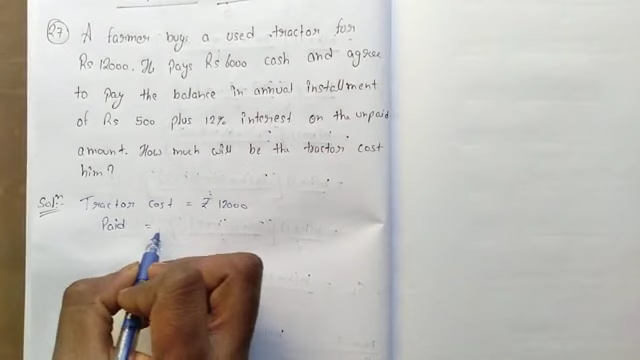 27 A farmer buys a used tractor for
Rs 12000. He pays Rs 6000 cash and agree
to pay the balance in annual installment
of Rs 500 plus 12% interest on the unpaid
amount. How much will be the tractor cost
him?
Solⁿ:- Tractor cost = ₹ 12000
Paid =